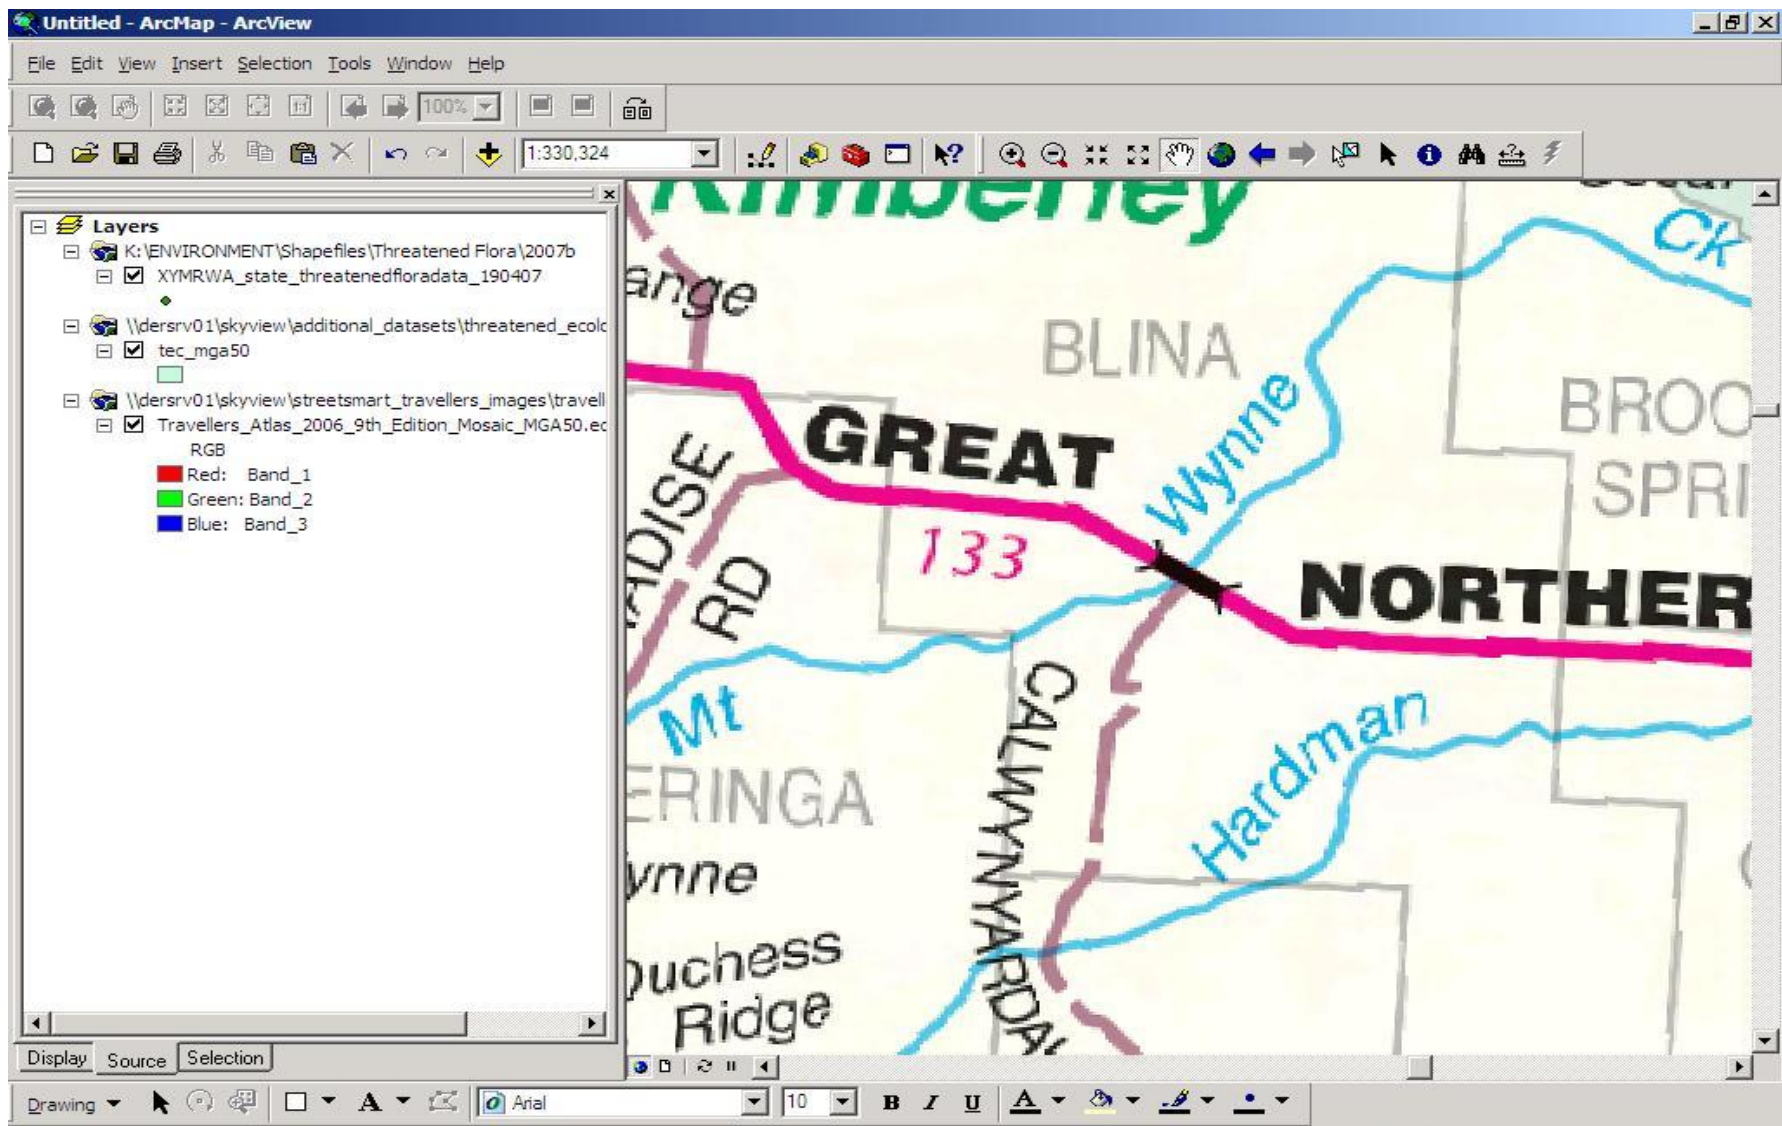 Untitled - ArcMap - ArcView
File Edit View Insert Selection Tools Window Help
100%
1:330,324
Layers
K:\ENVIRONMENT\Shapefiles\Threatened Flora\2007b
XYMRWA_state_threatenedfloradata_190407
\\dersrv01\skyview\additional_datasets\threatened_ecolo
tec_mga50
\\dersrv01\skyview\streetsmart_travellers_images\travell
Travellers_Atlas_2006_9th_Edition_Mosaic_MGA50.ec
RGB
Red: Band_1
Green: Band_2
Blue: Band_3
Display Source Selection
Kimberley
Ck
ange
BLINA
Wynne
BROO
SPRI
GREAT
133
NORTHER
ADISE
RD
Mt
CALWYNYARDA
Hardman
ERINGA
ynne
Duchess
Ridge
Drawing A Arial 10 B I U A